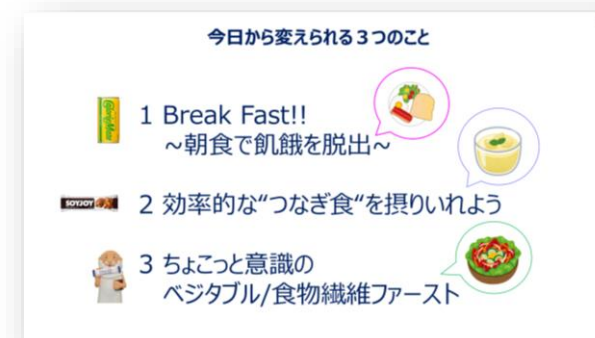 今日から変えられる3つのこと
1 Break Fast!!
~朝食で飢餓を脱出~
SOYJOY
2 効率的な“つなぎ食“を摂りいれよう
3 ちょこっと意識の
ベジタブル/食物繊維ファースト